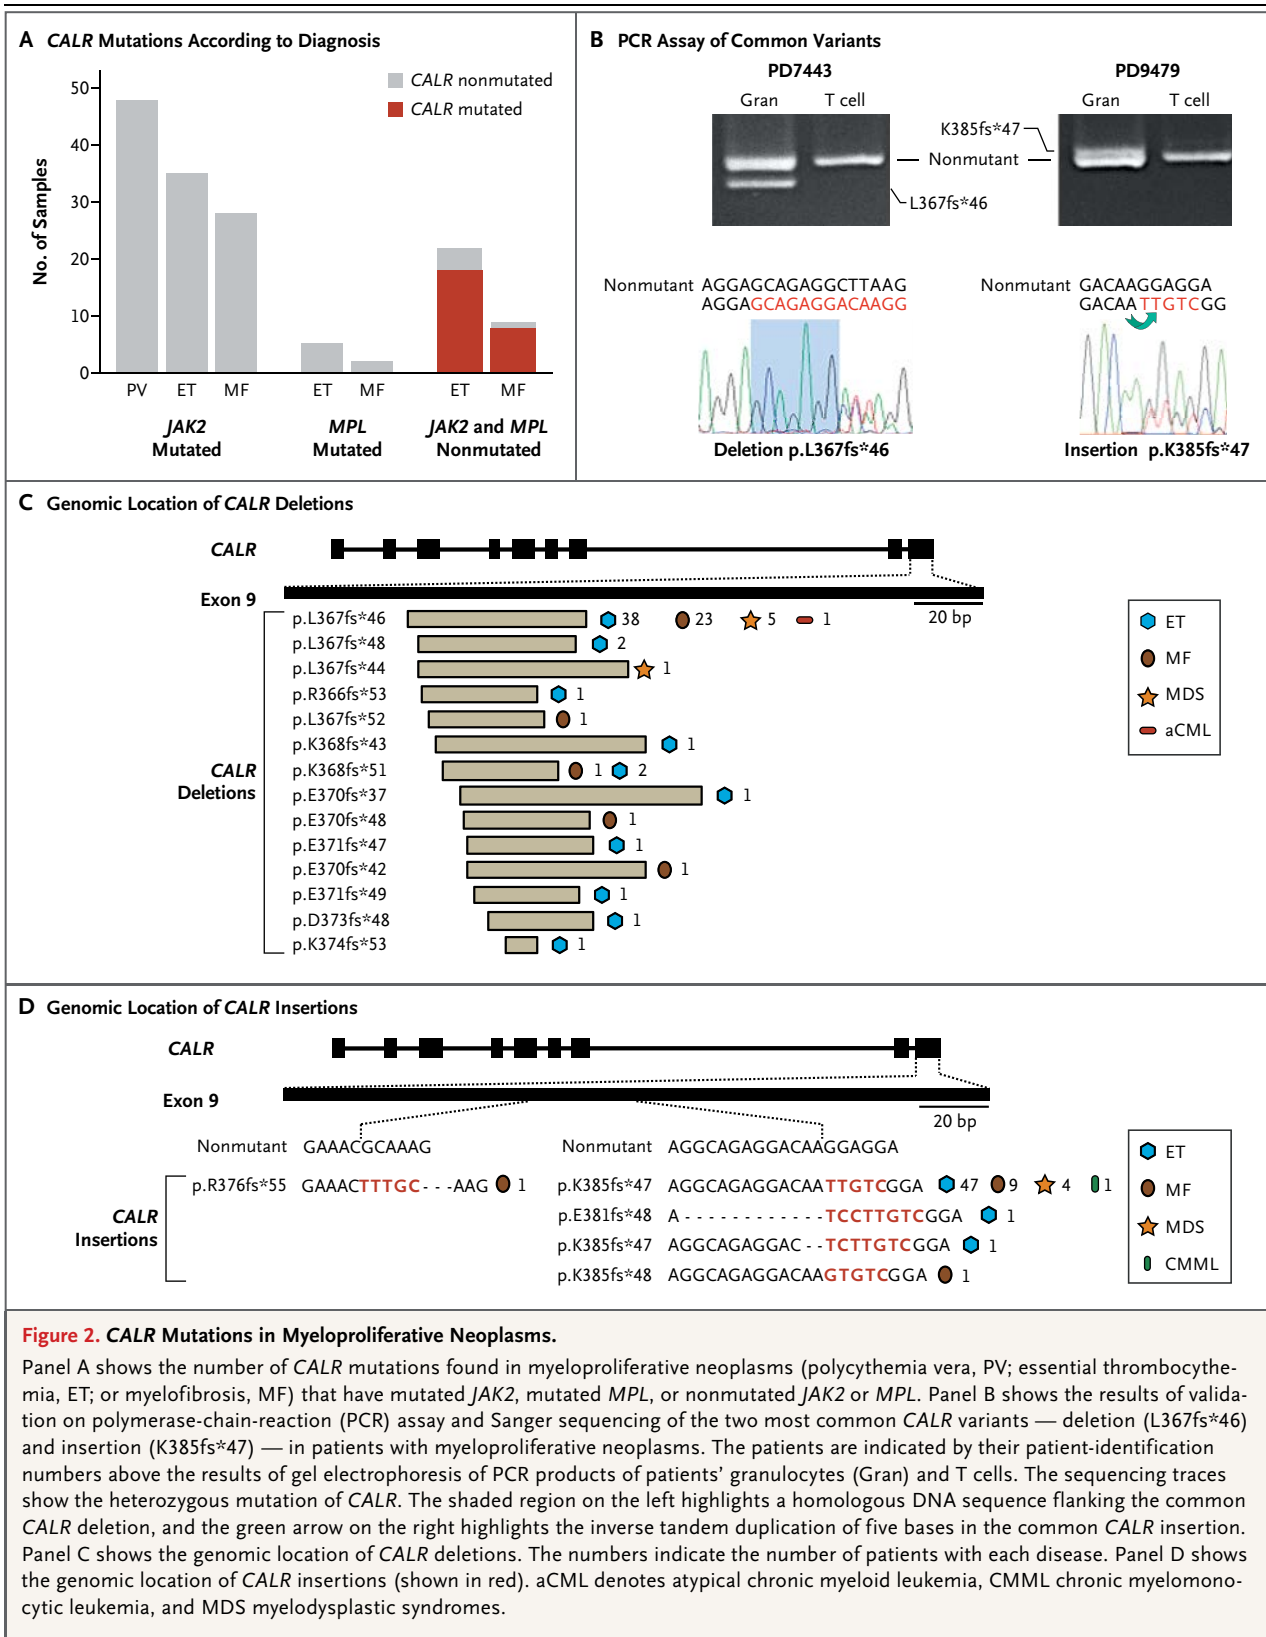 A CALR Mutations According to Diagnosis
50
40
30
20
10
0
No. of Samples
CALR nonmutated
CALR mutated
PV ET MF ET MF ET MF
JAK2 Mutated
MPL Mutated
JAK2 and MPL Nonmutated
B PCR Assay of Common Variants
PD7443 PD9479
Gran T cell Gran T cell
K385fs*47
Nonmutant
L367fs*46
Nonmutant AGGAGCAGAGGCTTAAG
AGGAGCAGAGGACAAGG
Deletion p.L367fs*46
Nonmutant GACAAGGAGGA
GACAATTGTCGG
Insertion p.K385fs*47
C Genomic Location of CALR Deletions
CALR
Exon 9
20 bp
CALR Deletions
p.L367fs*46 38 23 5 1
p.L367fs*48 2
p.L367fs*44 1
p.R366fs*53 1
p.L367fs*52 1
p.K368fs*43 1
p.K368fs*51 1 2
p.E370fs*37 1
p.E370fs*48 1
p.E371fs*47 1
p.E370fs*42 1
p.E371fs*49 1
p.D373fs*48 1
p.K374fs*53 1
ET
MF
MDS
aCML
D Genomic Location of CALR Insertions
CALR
Exon 9
20 bp
Nonmutant GAAACGCAAAG
Nonmutant AGGCAGAGGACAAGGAGGA
CALR Insertions
p.R376fs*55 GAAACTTTGC- - -AAG 1
p.K385fs*47 AGGCAGAGGACAATTGTCGGA 47 9 4 1
p.E381fs*48 A - - - - - - - - - - - -TCCTTGTCGGA 1
p.K385fs*47 AGGCAGAGGAC - -TCTTGTCGGA 1
p.K385fs*48 AGGCAGAGGACAAGTGTCGGA 1
ET
MF
MDS
CMML
Figure 2. CALR Mutations in Myeloproliferative Neoplasms.
Panel A shows the number of CALR mutations found in myeloproliferative neoplasms (polycythemia vera, PV; essential thrombocythe-
mia, ET; or myelofibrosis, MF) that have mutated JAK2, mutated MPL, or nonmutated JAK2 or MPL. Panel B shows the results of valida-
tion on polymerase-chain-reaction (PCR) assay and Sanger sequencing of the two most common CALR variants — deletion (L367fs*46)
and insertion (K385fs*47) — in patients with myeloproliferative neoplasms. The patients are indicated by their patient-identification
numbers above the results of gel electrophoresis of PCR products of patients' granulocytes (Gran) and T cells. The sequencing traces
show the heterozygous mutation of CALR. The shaded region on the left highlights a homologous DNA sequence flanking the common
CALR deletion, and the green arrow on the right highlights the inverse tandem duplication of five bases in the common CALR insertion.
Panel C shows the genomic location of CALR deletions. The numbers indicate the number of patients with each disease. Panel D shows
the genomic location of CALR insertions (shown in red). aCML denotes atypical chronic myeloid leukemia, CMML chronic myelomono-
cytic leukemia, and MDS myelodysplastic syndromes.